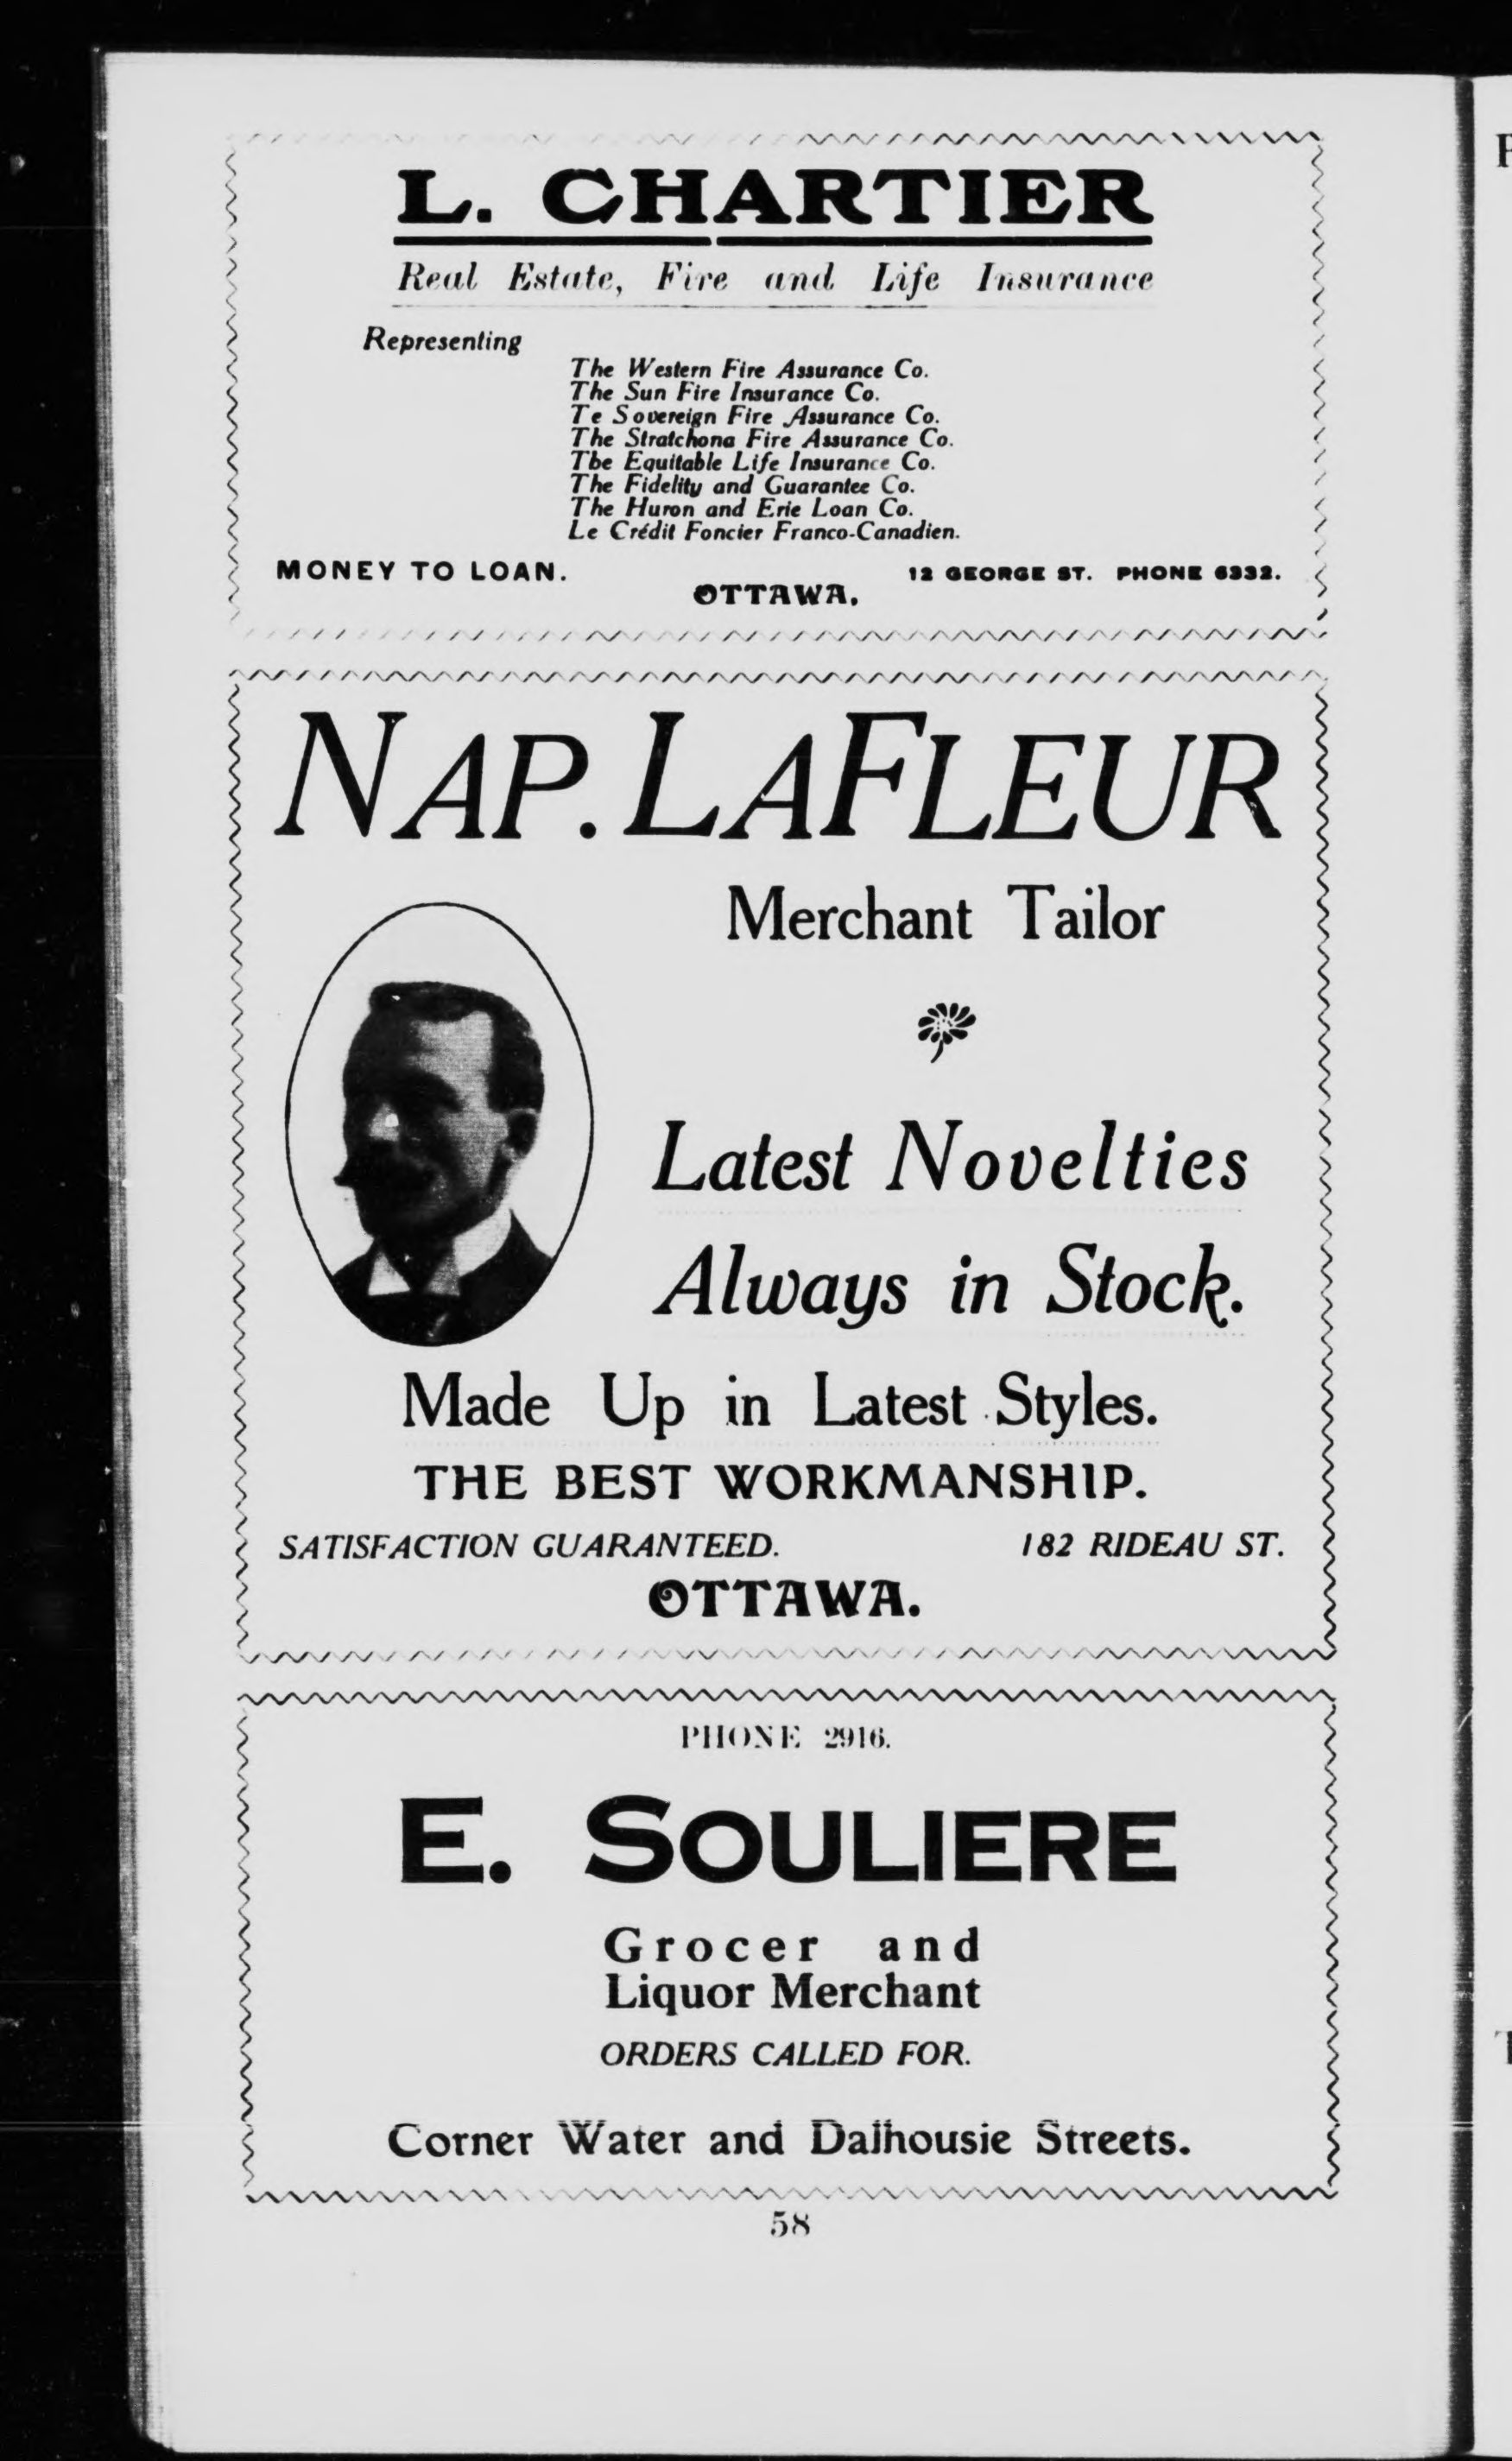 L. CHARTIER
Real Estate, Fire and Life Insurance
Representing
The Western Fire Assurance Co.
The Sun Fire Insurance Co.
Te Sovereign Fire Assurance Co.
The Stratchona Fire Assurance Co.
Tbe Equitable Life Insurance Co.
The Fidelity and Guarantee Co.
The Huron and Erie Loan Co.
Le Crédit Foncier Franco-Canadien.
MONEY TO LOAN.
12 GEORGE ST. PHONE 6332.
OTTAWA.
NAP. LAFLEUR
Merchant Tailor
Latest Novelties
Always in Stock.
Made Up in Latest Styles.
THE BEST WORKMANSHIP.
SATISFACTION GUARANTEED. 182 RIDEAU ST.
OTTAWA.
PHONE 2916.
E. SOULIERE
Grocer and
Liquor Merchant
ORDERS CALLED FOR.
Corner Water and Dalhousie Streets.
58